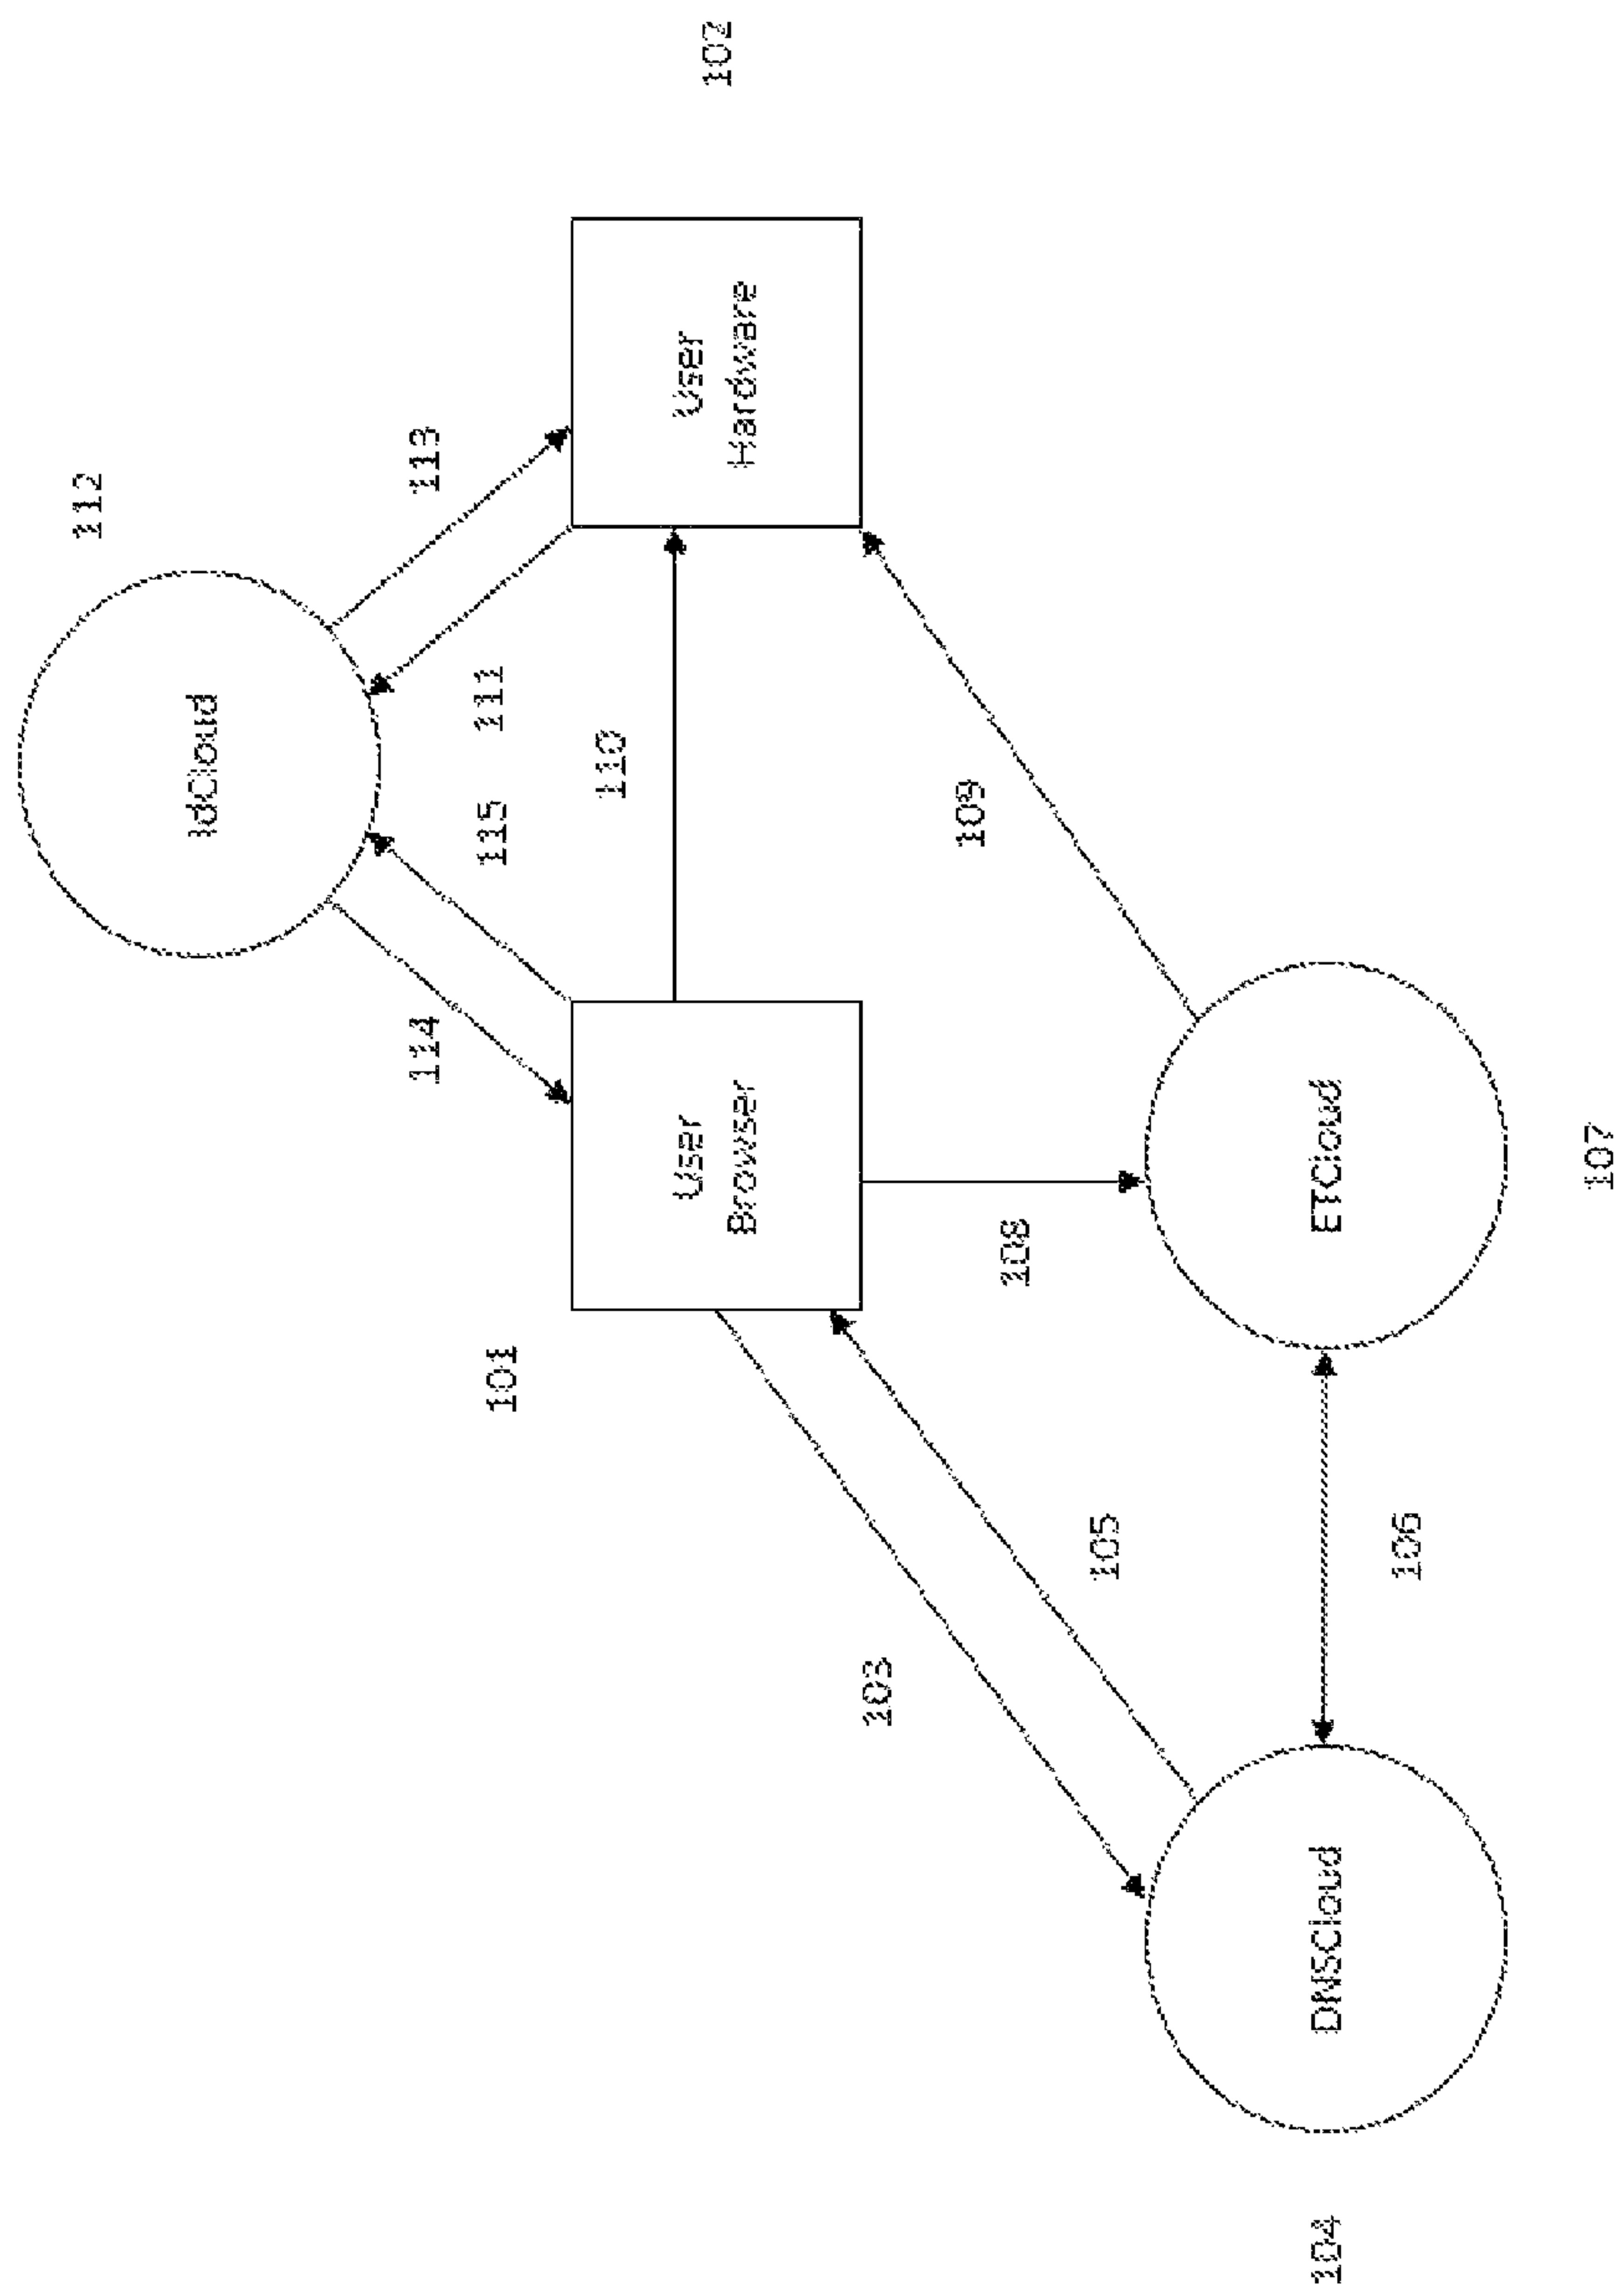 112
IdCloud
114
113
101
115
111
110
User
Browser
User
Hardware
102
103
109
108
105
104
DNSCloud
ETCloud
106
107